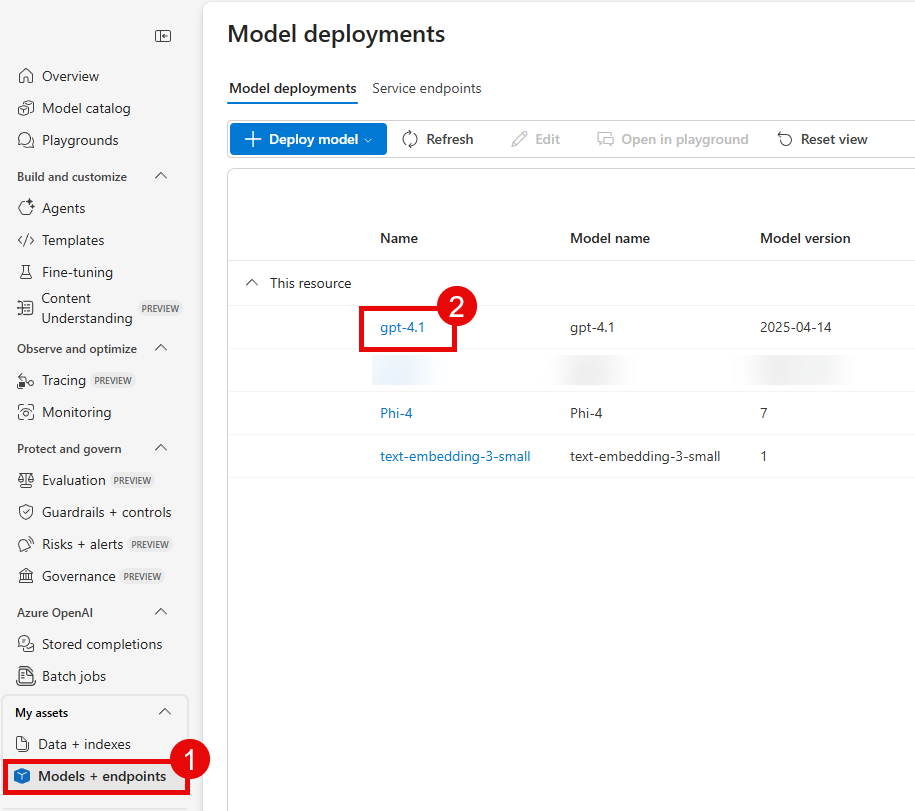 Model deployments
Model deployments Service endpoints
Deploy model Refresh Edit Open in playground Reset view
Name Model name Model version
This resource
gpt-4.1 gpt-4.1 2025-04-14
2
Phi-4 Phi-4 7
text-embedding-3-small text-embedding-3-small 1
Overview
Model catalog
Playgrounds
Build and customize
Agents
Templates
Fine-tuning
Content
Understanding PREVIEW
Observe and optimize
Tracing PREVIEW
Monitoring
Protect and govern
Evaluation PREVIEW
Guardrails + controls
Risks + alerts PREVIEW
Governance PREVIEW
Azure OpenAI
Stored completions
Batch jobs
My assets
Data + indexes
Models + endpoints
1